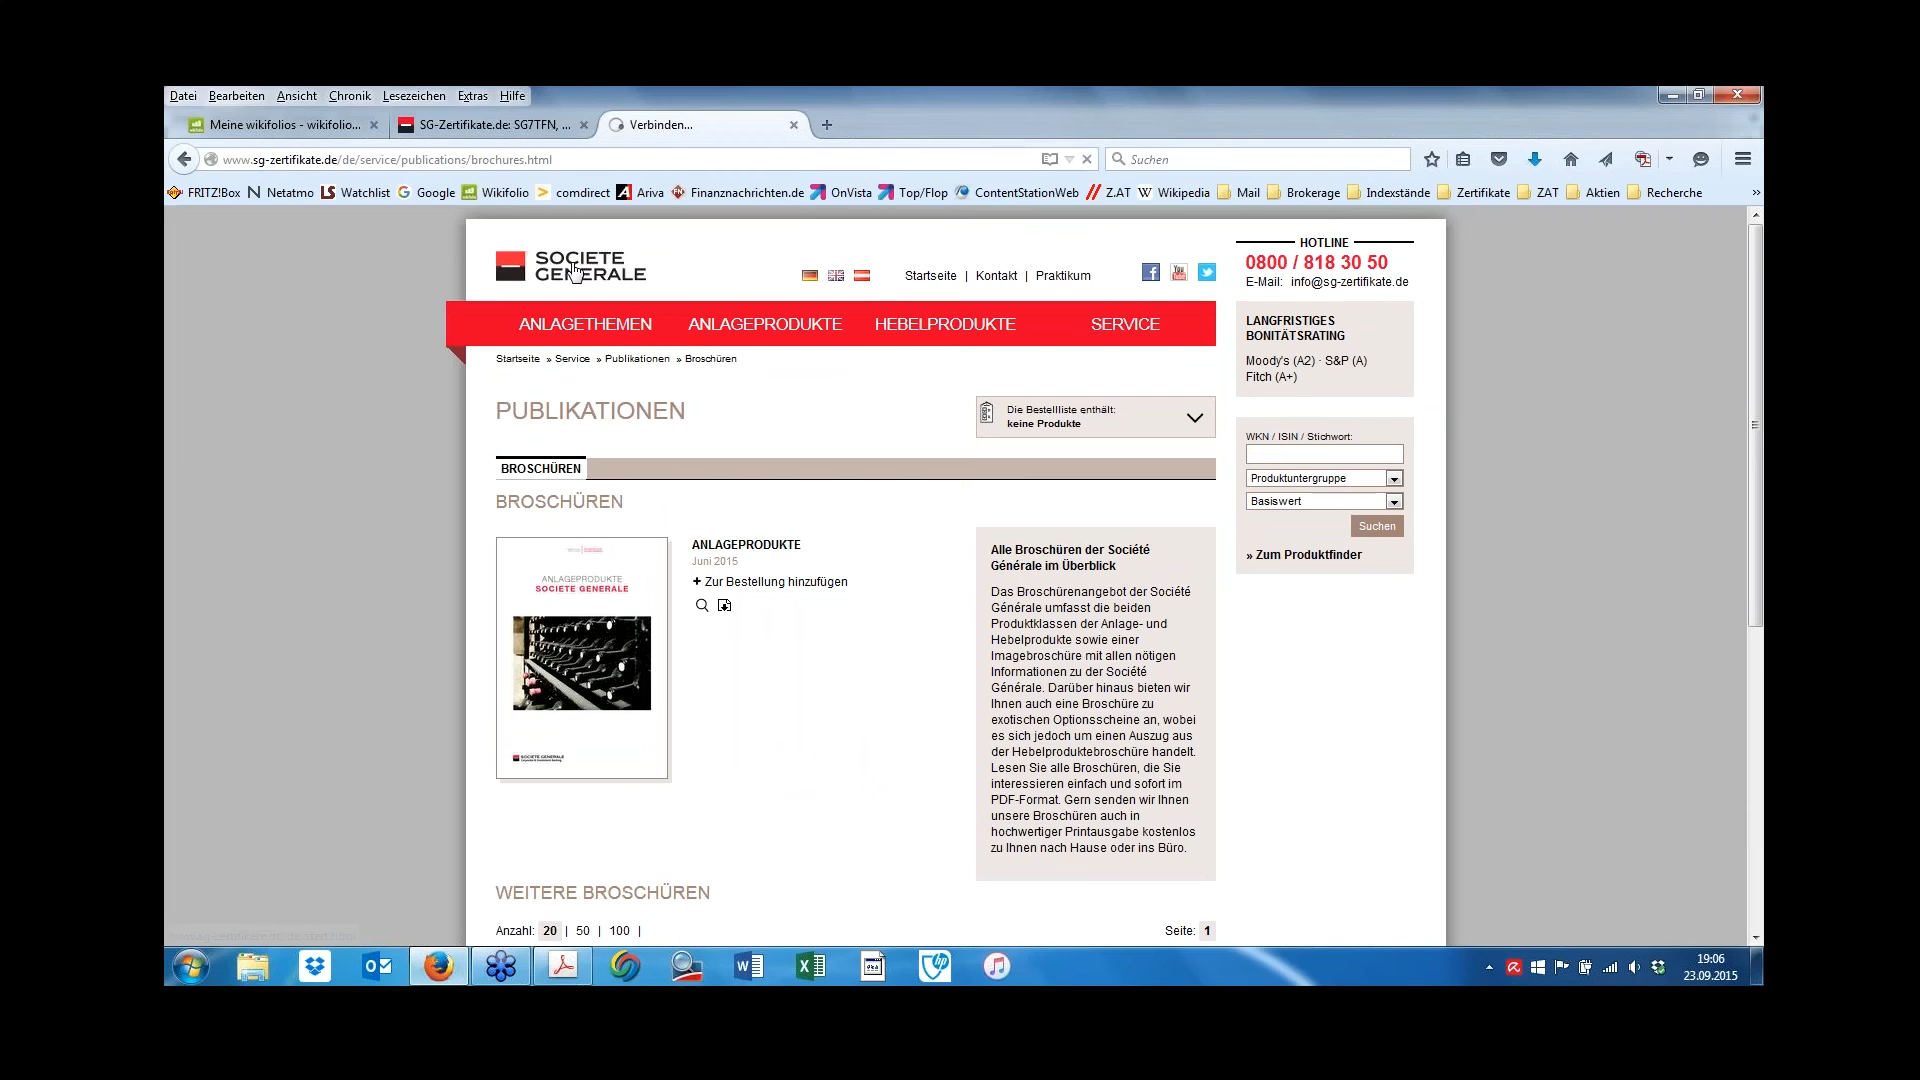 Datei Bearbeiten Ansicht Chronik Lesezeichen Extras Hilfe
Meine wikifolios - wikifolio... SG-Zertifikate.de: SG7TFN, ... Verbinden...
www.sg-zertifikate.de/de/service/publications/brochures.html Suchen
FRITZ!Box Netatmo Watchlist Google Wikifolio comdirect Ariva Finanznachrichten.de OnVista Top/Flop ContentStationWeb Z.AT Wikipedia Mail Brokerage Indexstände Zertifikate ZAT Aktien Recherche »
SOCIETE
GENERALE
Startseite | Kontakt | Praktikum
HOTLINE
0800 / 818 30 50
E-Mail: info@sg-zertifikate.de
ANLAGETHEMEN ANLAGEPRODUKTE HEBELPRODUKTE SERVICE
Startseite » Service » Publikationen » Broschüren
LANGFRISTIGES
BONITÄTSRATING
Moody's (A2) · S&P (A)
Fitch (A+)
PUBLIKATIONEN
Die Bestellliste enthält:
keine Produkte
WKN / ISIN / Stichwort:
Produktuntergruppe
Basiswert
Suchen
» Zum Produktfinder
BROSCHÜREN
BROSCHÜREN
ANLAGEPRODUKTE
SOCIETE GENERALE
SOCIETE GENERALE
Corporate & Investment Banking
ANLAGEPRODUKTE
Juni 2015
+ Zur Bestellung hinzufügen
Alle Broschüren der Société
Générale im Überblick
Das Broschürenangebot der Société
Générale umfasst die beiden
Produktklassen der Anlage- und
Hebelprodukte sowie einer
Imagebroschüre mit allen nötigen
Informationen zu der Société
Générale. Darüber hinaus bieten wir
Ihnen auch eine Broschüre zu
exotischen Optionsscheine an, wobei
es sich jedoch um einen Auszug aus
der Hebelproduktebroschüre handelt.
Lesen Sie alle Broschüren, die Sie
interessieren einfach und sofort im
PDF-Format. Gern senden wir Ihnen
unsere Broschüren auch in
hochwertiger Printausgabe kostenlos
zu Ihnen nach Hause oder ins Büro.
WEITERE BROSCHÜREN
Anzahl: 20 | 50 | 100 | Seite: 1
19:06
23.09.2015